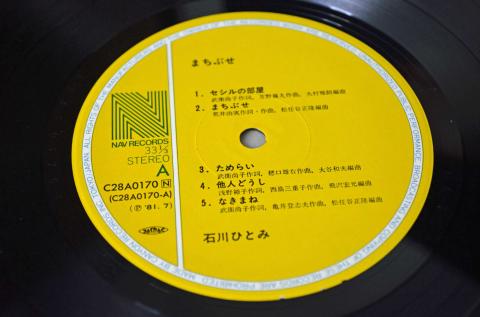 まちぶせ
NAV RECORDS
33⅓
STEREO
A
C28A0170 N
(C28A0170-A)
(Ⓟ '81. 7)
1. セシルの部屋
武衛尚子作詞, 芳野藤丸作曲, 大村雅朗編曲
2. まちぶせ
荒井由実作詞・作曲, 松任谷正隆編曲
3. ためらい
武衛尚子作詞, 樋口雄右作曲, 大谷和夫編曲
4. 他人どうし
浅野裕子作詞, 西島三重子作曲, 熊沢宏元編曲
5. なきまね
武衛尚子作詞, 亀井登志夫作曲, 松任谷正隆編曲
石川ひとみ